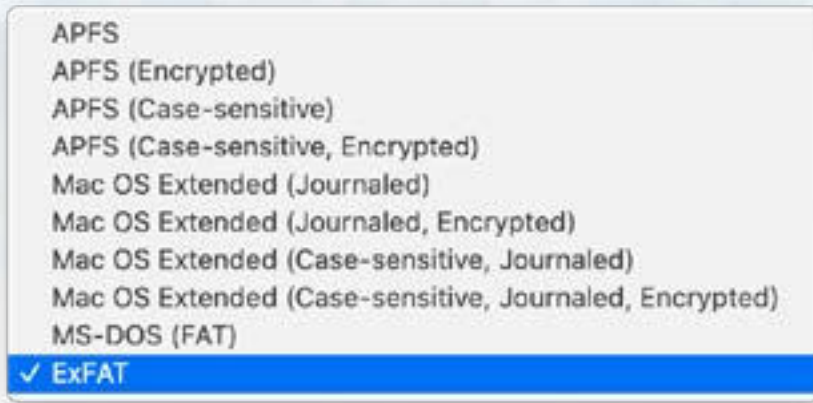 APFS
APFS (Encrypted)
APFS (Case-sensitive)
APFS (Case-sensitive, Encrypted)
Mac OS Extended (Journaled)
Mac OS Extended (Journaled, Encrypted)
Mac OS Extended (Case-sensitive, Journaled)
Mac OS Extended (Case-sensitive, Journaled, Encrypted)
MS-DOS (FAT)
✓ ExFAT